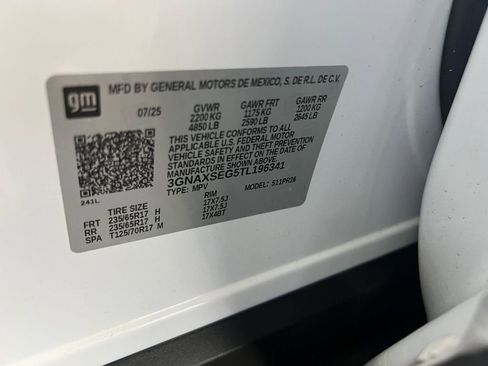 gm
MFD BY GENERAL MOTORS DE MEXICO, S. DE R.L. DE C.V.
07/25 GVWR GAWR FRT GAWR RR
2200 KG 1175 KG 1200 KG
4850 LB 2590 LB 2645 LB
THIS VEHICLE CONFORMS TO ALL
APPLICABLE U.S. FEDERAL MOTOR VEHICLE
SAFETY, BUMPER, AND THEFT PREVENTION
STANDARDS IN EFFECT ON THE DATE OF
MANUFACTURE SHOWN ABOVE.
3GNAXSEG5TL196341
TYPE: MPV MODEL: 511PR26
241L
TIRE SIZE RIM
FRT 235/65R17 H 17X7.5J
RR 235/65R17 H 17X7.5J
SPA T125/70R17 M 17X4BT